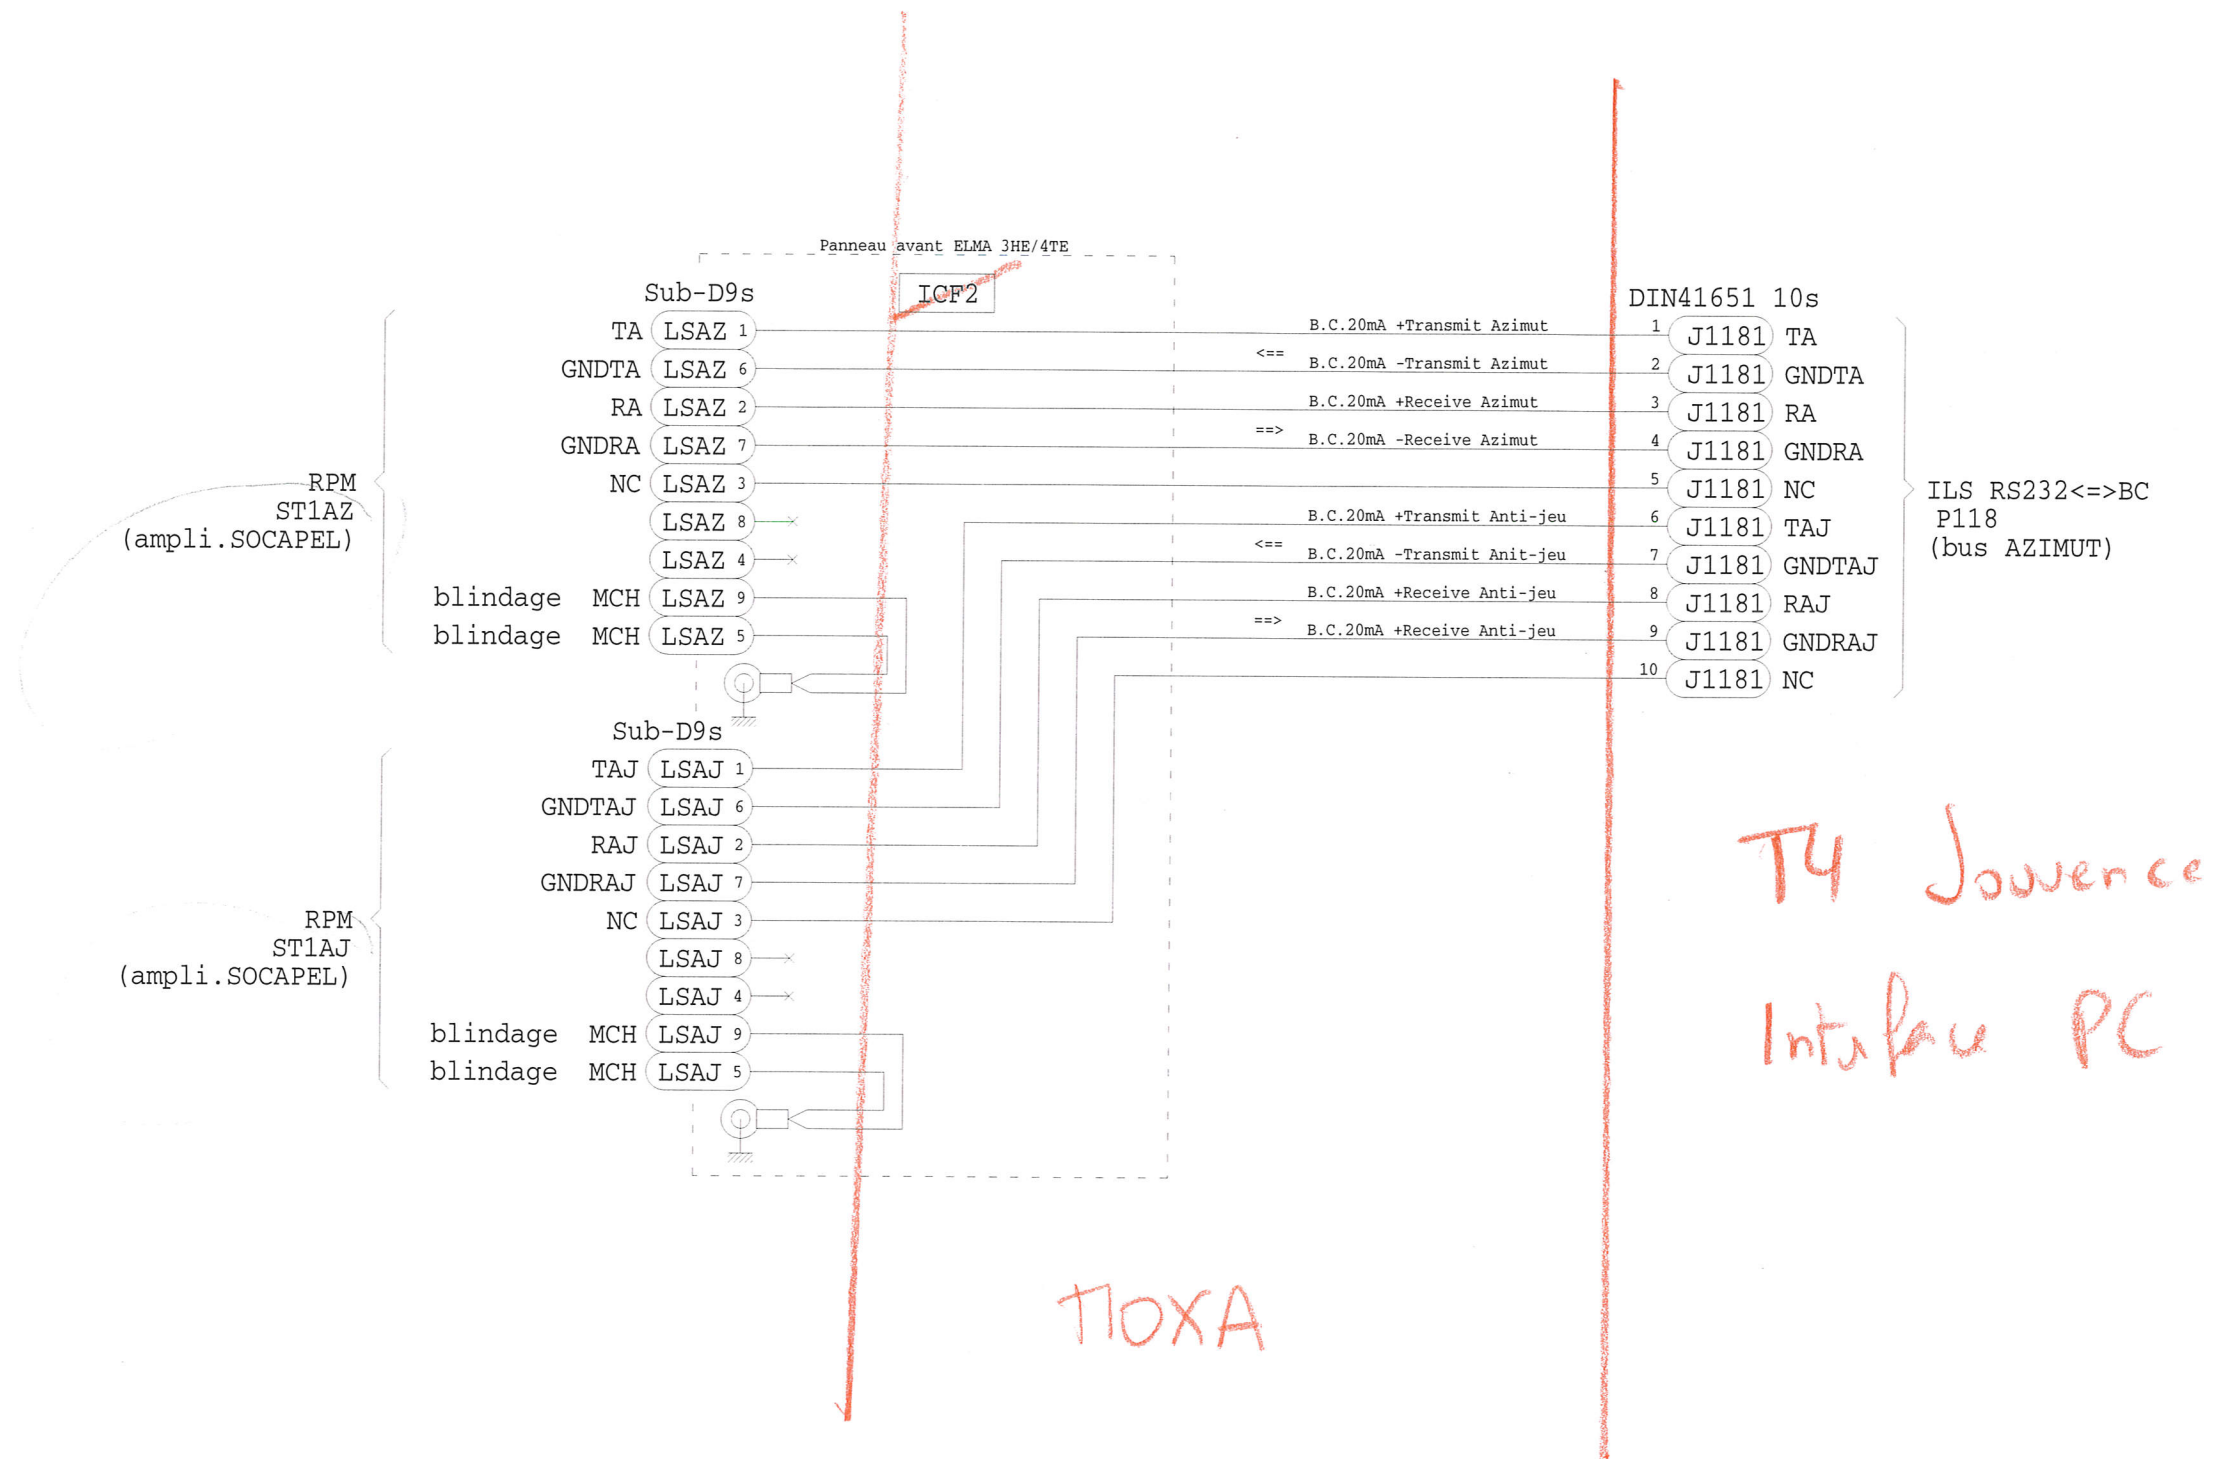 Panneau avant ELMA 3HE/4TE
ICF2
Sub-D9s
TA LSAZ 1
GNDTA LSAZ 6
RA LSAZ 2
GNDRA LSAZ 7
NC LSAZ 3
LSAZ 8
LSAZ 4
blindage MCH LSAZ 9
blindage MCH LSAZ 5
RPM
ST1AZ
(ampli.SOCAPEL)
Sub-D9s
TAJ LSAJ 1
GNDTAJ LSAJ 6
RAJ LSAJ 2
GNDRAJ LSAJ 7
NC LSAJ 3
LSAJ 8
LSAJ 4
blindage MCH LSAJ 9
blindage MCH LSAJ 5
RPM
ST1AJ
(ampli.SOCAPEL)
B.C.20mA +Transmit Azimut
<==
B.C.20mA -Transmit Azimut
B.C.20mA +Receive Azimut
==>
B.C.20mA -Receive Azimut
B.C.20mA +Transmit Anti-jeu
<==
B.C.20mA -Transmit Anit-jeu
B.C.20mA +Receive Anti-jeu
==>
B.C.20mA +Receive Anti-jeu
DIN41651 10s
1 J1181 TA
2 J1181 GNDTA
3 J1181 RA
4 J1181 GNDRA
5 J1181 NC
6 J1181 TAJ
7 J1181 GNDTAJ
8 J1181 RAJ
9 J1181 GNDRAJ
10 J1181 NC
ILS RS232<=>BC
P118
(bus AZIMUT)
T4 Jouvence
Interface PC
MOXA